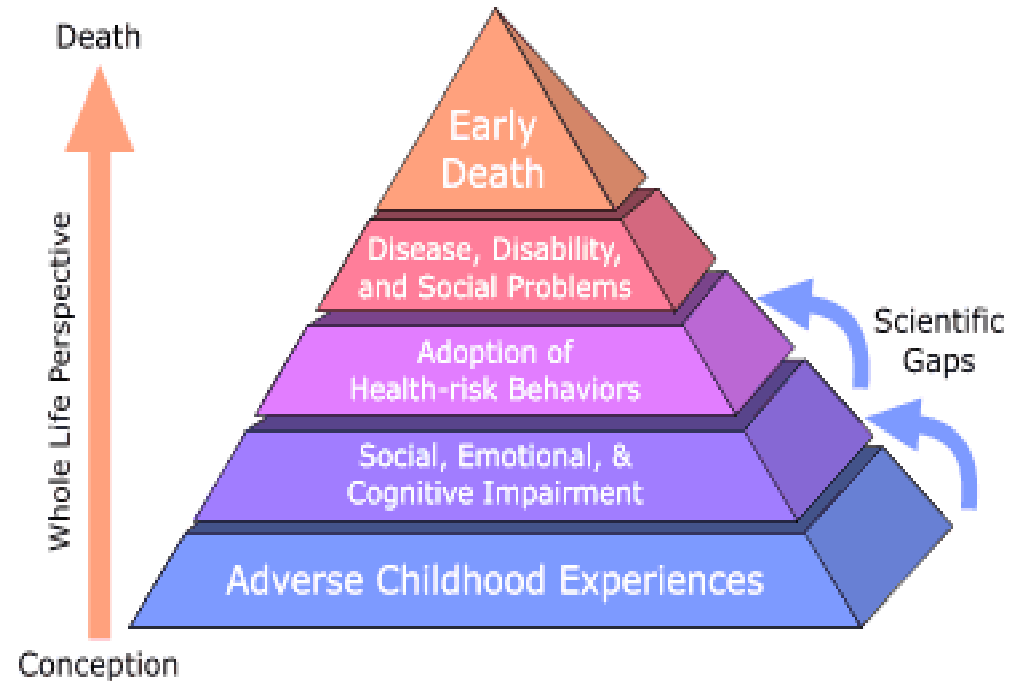 Death
Early
Death
Disease, Disability,
and Social Problems
Adoption of
Health-risk Behaviors
Social, Emotional, &
Cognitive Impairment
Adverse Childhood Experiences
Scientific
Gaps
Whole Life Perspective
Conception